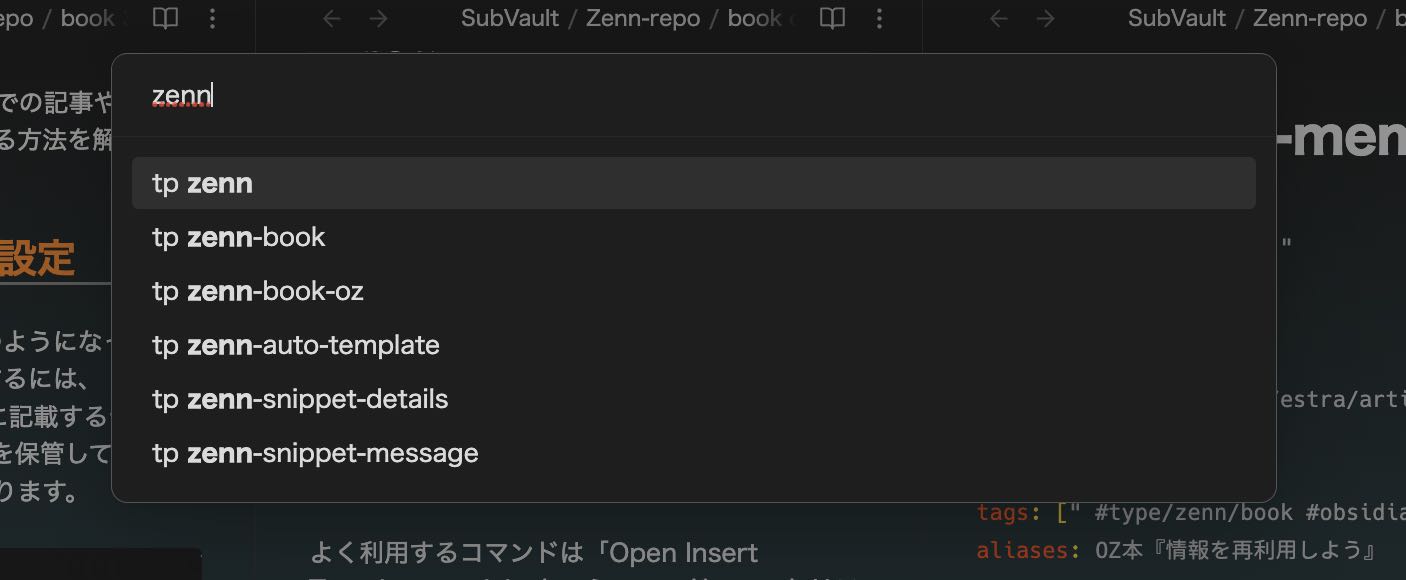 epo / book
SubVault / Zenn-repo / book
SubVault / Zenn-repo /
zenn
での記事や
る方法を解
-men
tp zenn
tp zenn-book
設定
"
tp zenn-book-oz
tp zenn-auto-template
のようになっ
するには、
tp zenn-snippet-details
に記載する
/estra/arti
tp zenn-snippet-message
を保管して
ります。
tags: [" #type/zenn/book #obsidia
よく利用するコマンドは「Open Insert
aliases: OZ本『情報を再利用しよう』